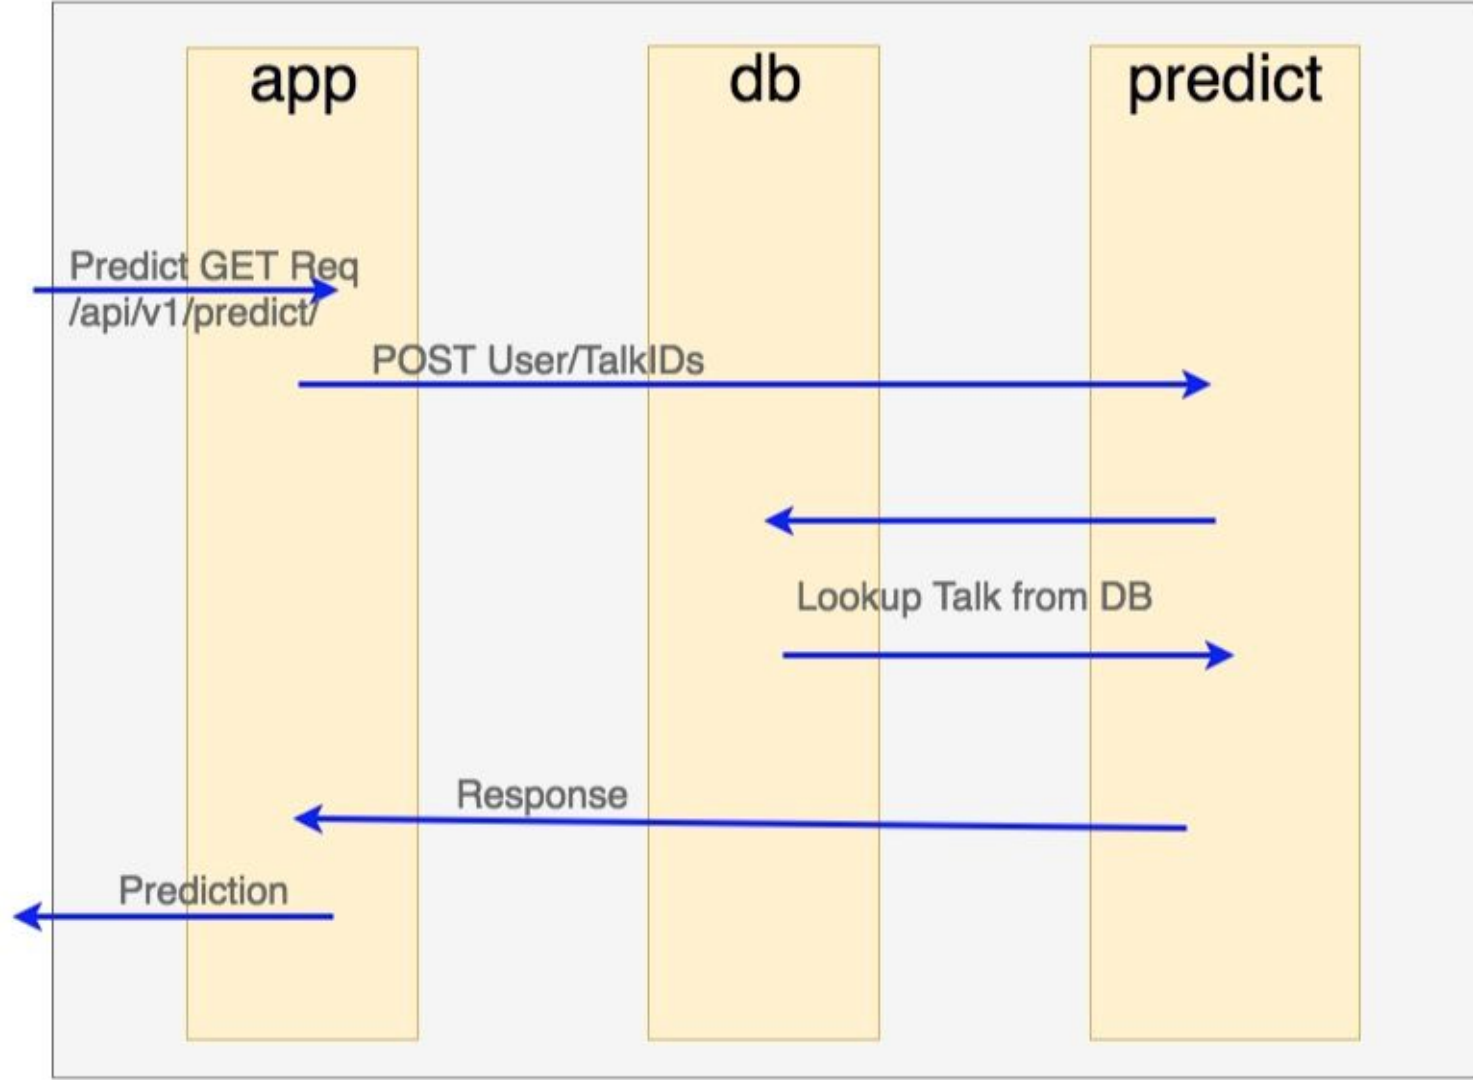 app
db
predict
Predict GET Req
/api/v1/predict/
POST User/TalkIDs
Lookup Talk from DB
Response
Prediction